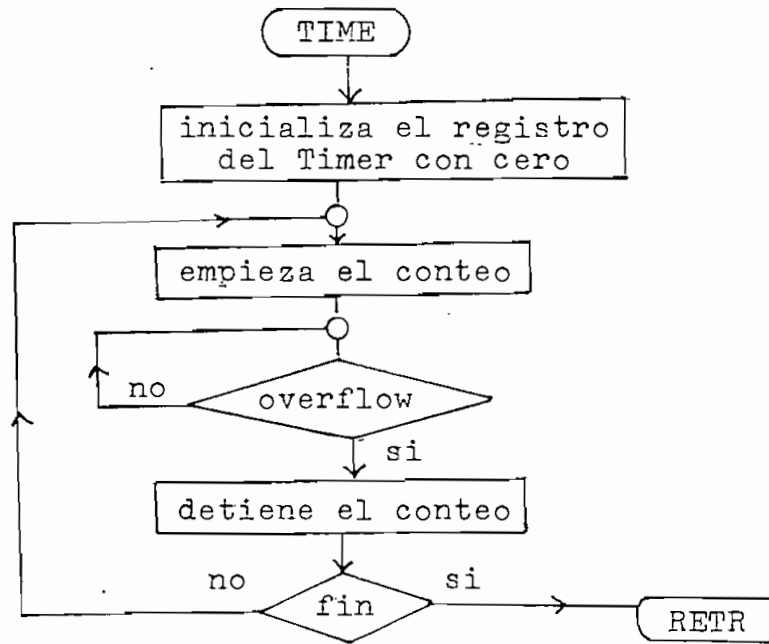 TIME
inicializa el registro
del Timer con cero
empieza el conteo
no
overflow
si
detiene el conteo
no
si
fin
RETR